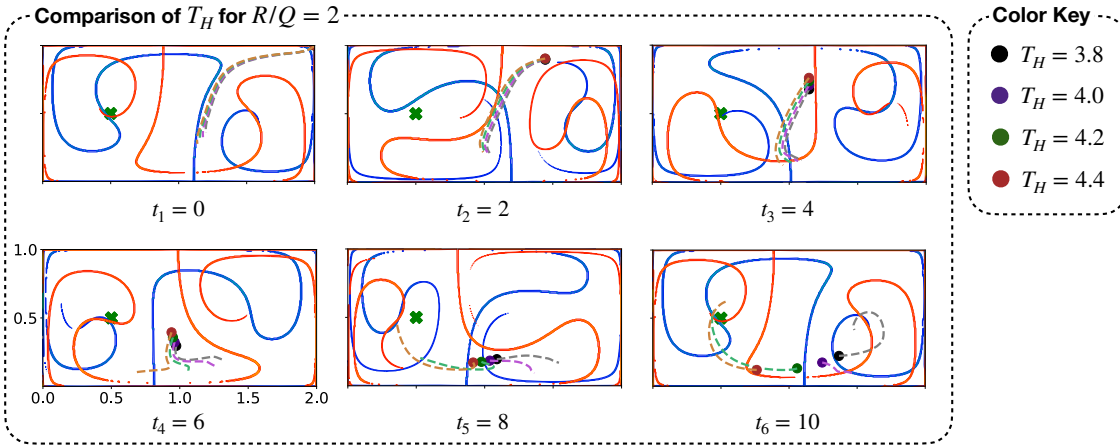 Comparison of T_H for R/Q = 2
Color Key
T_H = 3.8
T_H = 4.0
T_H = 4.2
T_H = 4.4
t_1 = 0
t_2 = 2
t_3 = 4
1.0
0.5
0.0 0.5 1.0 1.5 2.0
t_4 = 6
t_5 = 8
t_6 = 10